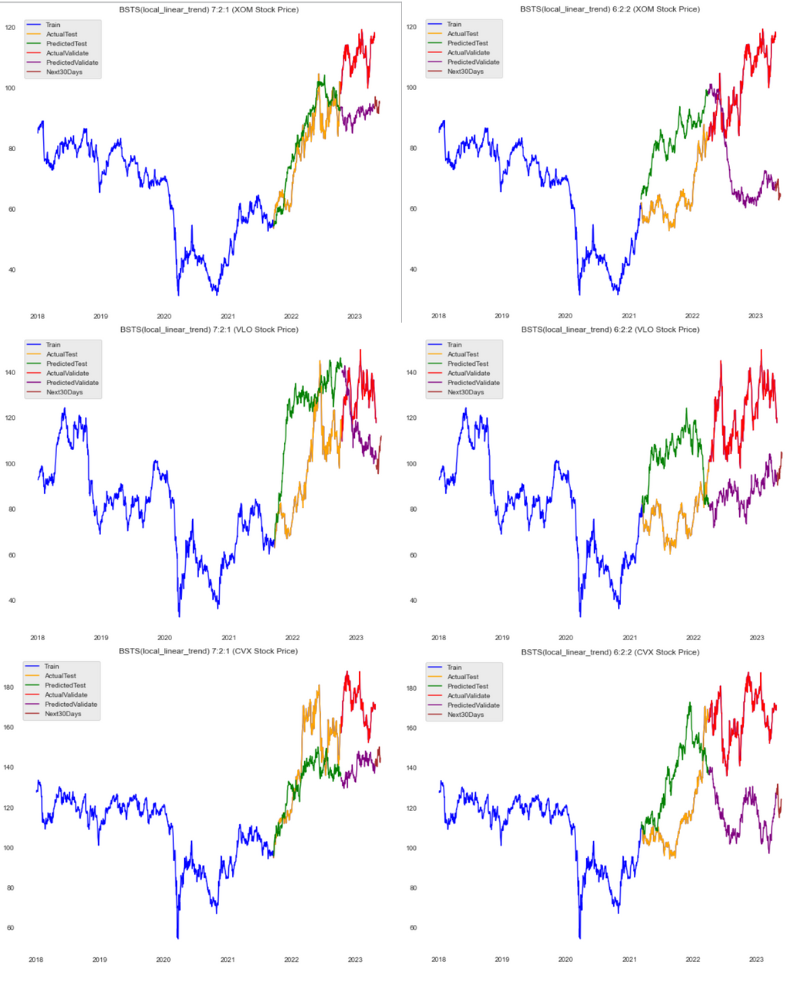 BSTS(local_linear_trend) 7:2:1 (XOM Stock Price)
Train
ActualTest
PredictedTest
ActualValidate
PredictedValidate
Next30Days
120
100
80
60
40
2018 2019 2020 2021 2022 2023
BSTS(local_linear_trend) 6:2:2 (XOM Stock Price)
Train
ActualTest
PredictedTest
ActualValidate
PredictedValidate
Next30Days
120
100
80
60
40
2018 2019 2020 2021 2022 2023
BSTS(local_linear_trend) 7:2:1 (VLO Stock Price)
Train
ActualTest
PredictedTest
ActualValidate
PredictedValidate
Next30Days
140
120
100
80
60
40
2018 2019 2020 2021 2022 2023
BSTS(local_linear_trend) 6:2:2 (VLO Stock Price)
Train
ActualTest
PredictedTest
ActualValidate
PredictedValidate
Next30Days
140
120
100
80
60
40
2018 2019 2020 2021 2022 2023
BSTS(local_linear_trend) 7:2:1 (CVX Stock Price)
Train
ActualTest
PredictedTest
ActualValidate
PredictedValidate
Next30Days
180
160
140
120
100
80
60
2018 2019 2020 2021 2022 2023
BSTS(local_linear_trend) 6:2:2 (CVX Stock Price)
Train
ActualTest
PredictedTest
ActualValidate
PredictedValidate
Next30Days
180
160
140
120
100
80
60
2018 2019 2020 2021 2022 2023